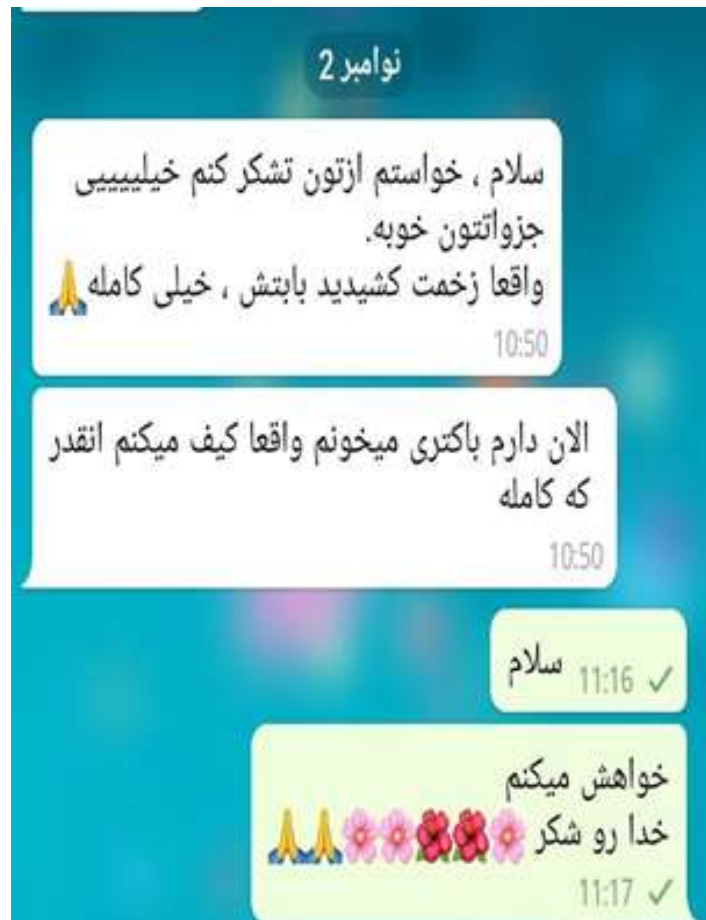 نوامبر 2
سلام ، خواستم ازتون تشکر کنم خیلییییی
جزواتتون خوبه.
واقعا زخمت کشیدید بابتش ، خیلی کامله🙏
10:50
الان دارم باکتری میخونم واقعا کیف میکنم انقدر
که کامله
10:50
سلام
11:16
خواهش میکنم
خدا رو شکر 🌸🌺🌺🌸🌸🙏🙏
11:17